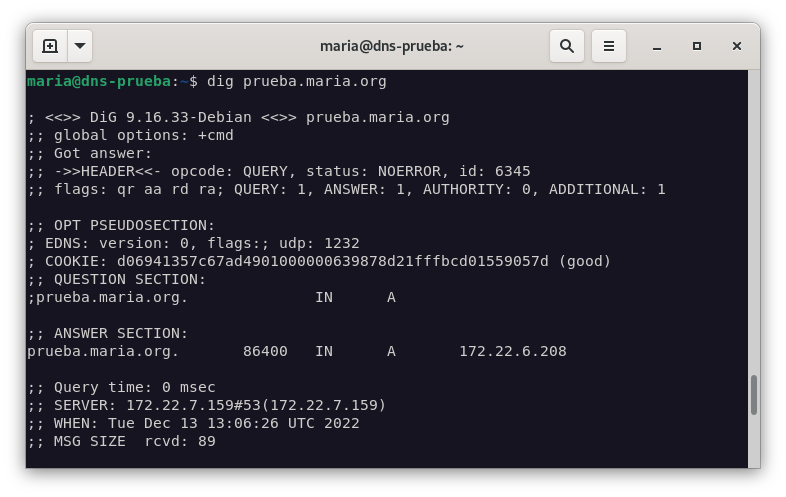 maria@dns-prueba: ~
maria@dns-prueba:~$ dig prueba.maria.org
; <<>> DiG 9.16.33-Debian <<>> prueba.maria.org
;; global options: +cmd
;; Got answer:
;; ->>HEADER<<- opcode: QUERY, status: NOERROR, id: 6345
;; flags: qr aa rd ra; QUERY: 1, ANSWER: 1, AUTHORITY: 0, ADDITIONAL: 1
;; OPT PSEUDOSECTION:
; EDNS: version: 0, flags:; udp: 1232
; COOKIE: d06941357c67ad4901000000639878d21fffbcd01559057d (good)
;; QUESTION SECTION:
;prueba.maria.org. IN A
;; ANSWER SECTION:
prueba.maria.org. 86400 IN A 172.22.6.208
;; Query time: 0 msec
;; SERVER: 172.22.7.159#53(172.22.7.159)
;; WHEN: Tue Dec 13 13:06:26 UTC 2022
;; MSG SIZE rcvd: 89